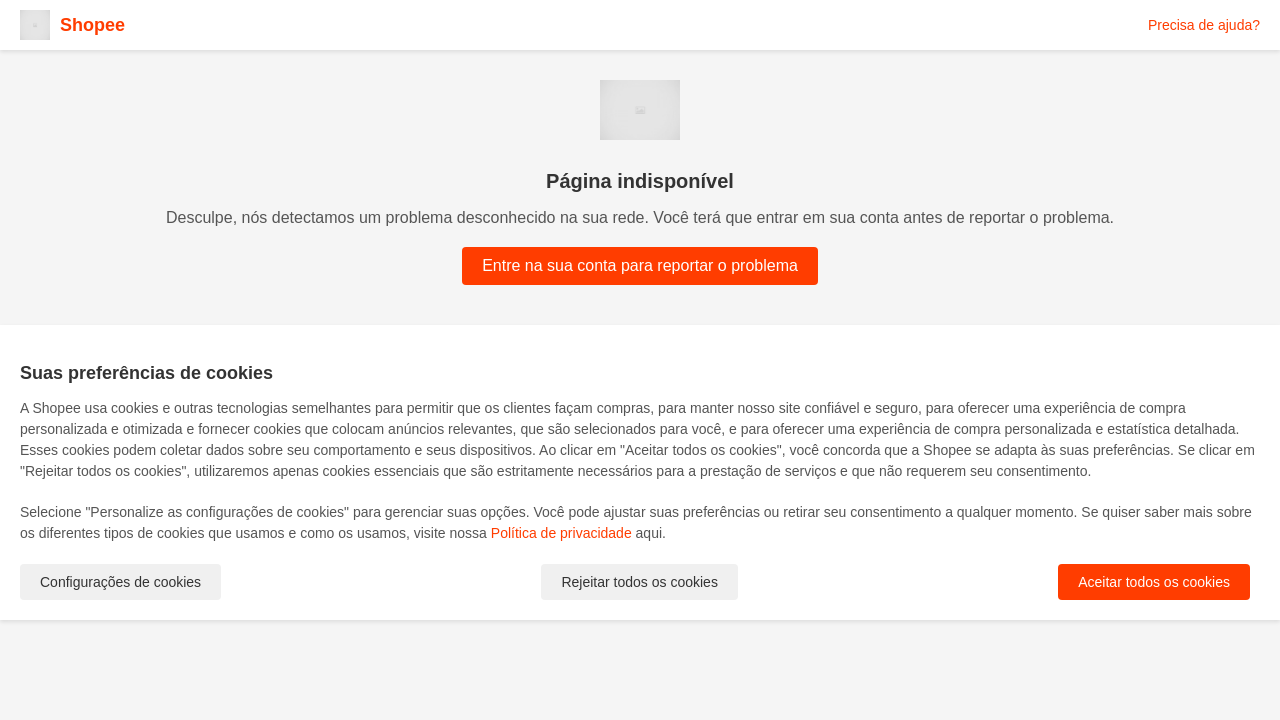 Shopee
Precisa de ajuda?
Página indisponível
Desculpe, nós detectamos um problema desconhecido na sua rede. Você terá que entrar em sua conta antes de reportar o problema.
Entre na sua conta para reportar o problema
Suas preferências de cookies
A Shopee usa cookies e outras tecnologias semelhantes para permitir que os clientes façam compras, para manter nosso site confiável e seguro, para oferecer uma experiência de compra
personalizada e otimizada e fornecer cookies que colocam anúncios relevantes, que são selecionados para você, e para oferecer uma experiência de compra personalizada e estatística detalhada.
Esses cookies podem coletar dados sobre seu comportamento e seus dispositivos. Ao clicar em "Aceitar todos os cookies", você concorda que a Shopee se adapta às suas preferências. Se clicar em
"Rejeitar todos os cookies", utilizaremos apenas cookies essenciais que são estritamente necessários para a prestação de serviços e que não requerem seu consentimento.
Selecione "Personalize as configurações de cookies" para gerenciar suas opções. Você pode ajustar suas preferências ou retirar seu consentimento a qualquer momento. Se quiser saber mais sobre
os diferentes tipos de cookies que usamos e como os usamos, visite nossa Política de privacidade aqui.
Configurações de cookies
Rejeitar todos os cookies
Aceitar todos os cookies